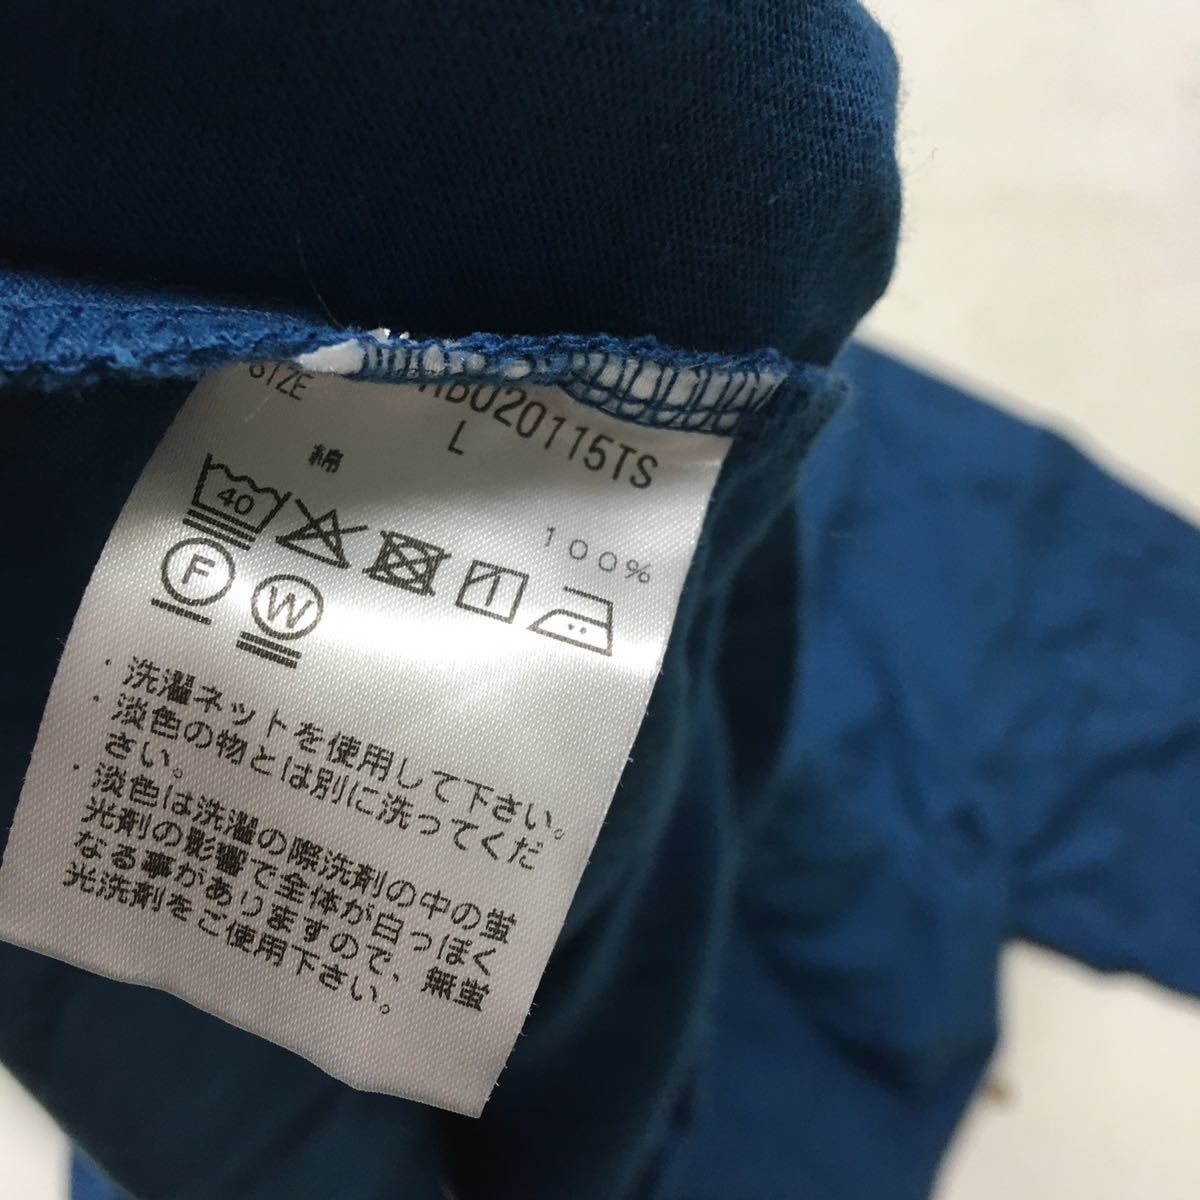 SIZE
L
綿 100%
40
F W
・洗濯ネットを使用して下さい。
・淡色の物とは別に洗ってくだ
さい。
・淡色は洗濯の際洗剤の中の蛍
光剤の影響で全体が白っぽく
なる事がありますので、無蛍
光洗剤をご使用下さい。